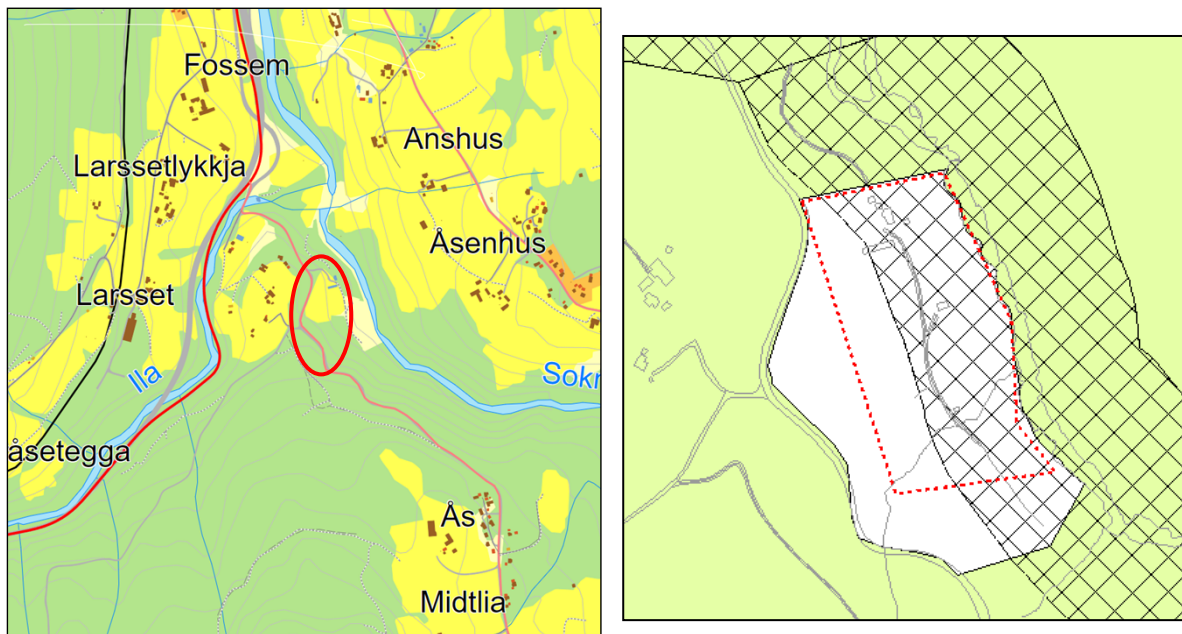 Fossem
Anshus
Larssetlykkja
Åsenhus
Larsset
Ila
Sokn
åsetegga
Ås
Midtlia